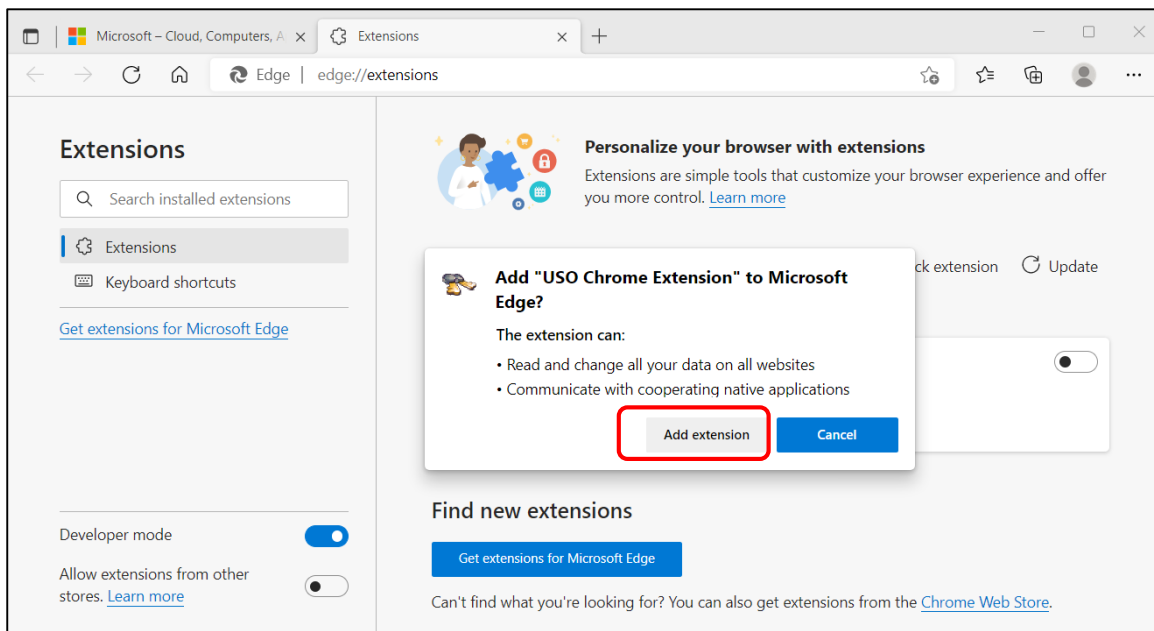 Microsoft – Cloud, Computers, A
Extensions
Edge
edge://extensions
Extensions
Search installed extensions
Extensions
Keyboard shortcuts
Get extensions for Microsoft Edge
Developer mode
Allow extensions from other
stores. Learn more
Personalize your browser with extensions
Extensions are simple tools that customize your browser experience and offer
you more control. Learn more
ck extension
Update
Add "USO Chrome Extension" to Microsoft
Edge?
The extension can:
• Read and change all your data on all websites
• Communicate with cooperating native applications
Add extension
Cancel
Find new extensions
Get extensions for Microsoft Edge
Can't find what you're looking for? You can also get extensions from the Chrome Web Store.